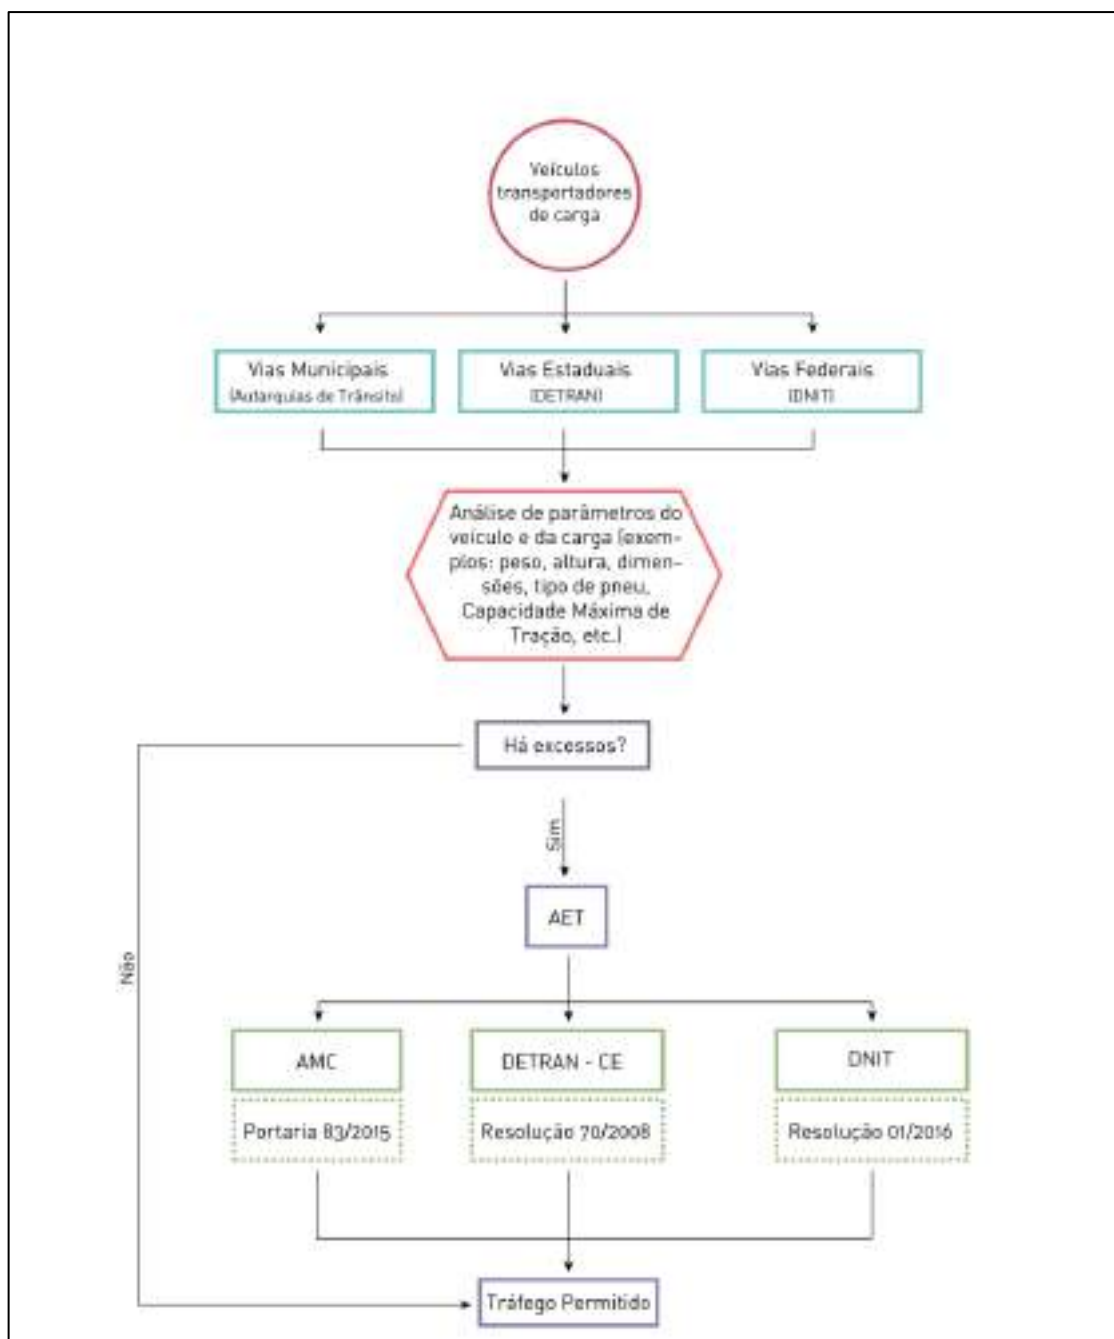 Veículos
transportadores
de carga
Vias Municipais
(Autarquias de Trânsito)
Vias Estaduais
(DETRAN)
Vias Federais
(DNIT)
Análise de parâmetros do
veículo e da carga (exem-
plos: peso, altura, dimen-
sões, tipo de pneu,
Capacidade Máxima de
Tração, etc.)
Há excessos?
Sim
Não
AET
AMC
DETRAN - CE
DNIT
Portaria 83/2015
Resolução 70/2008
Resolução 01/2016
Tráfego Permitido